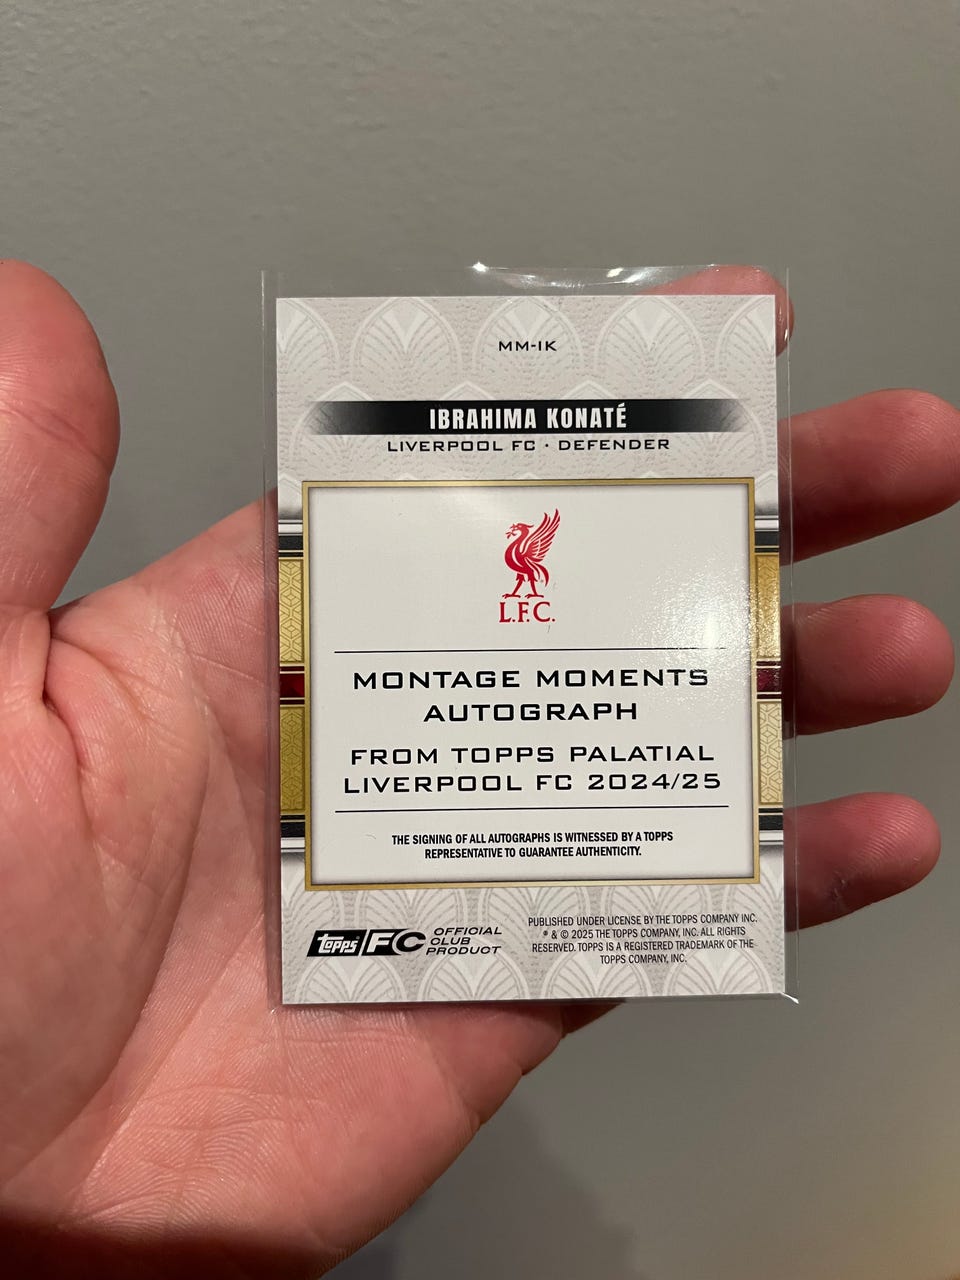 MM-IK
IBRAHIMA KONATÉ
LIVERPOOL FC · DEFENDER
L.F.C.
MONTAGE MOMENTS
AUTOGRAPH
FROM TOPPS PALATIAL
LIVERPOOL FC 2024/25
THE SIGNING OF ALL AUTOGRAPHS IS WITNESSED BY A TOPPS
REPRESENTATIVE TO GUARANTEE AUTHENTICITY.
Topps FC
OFFICIAL
CLUB
PRODUCT
PUBLISHED UNDER LICENSE BY THE TOPPS COMPANY INC.
® & © 2025 THE TOPPS COMPANY, INC. ALL RIGHTS
RESERVED. TOPPS IS A REGISTERED TRADEMARK OF THE
TOPPS COMPANY, INC.